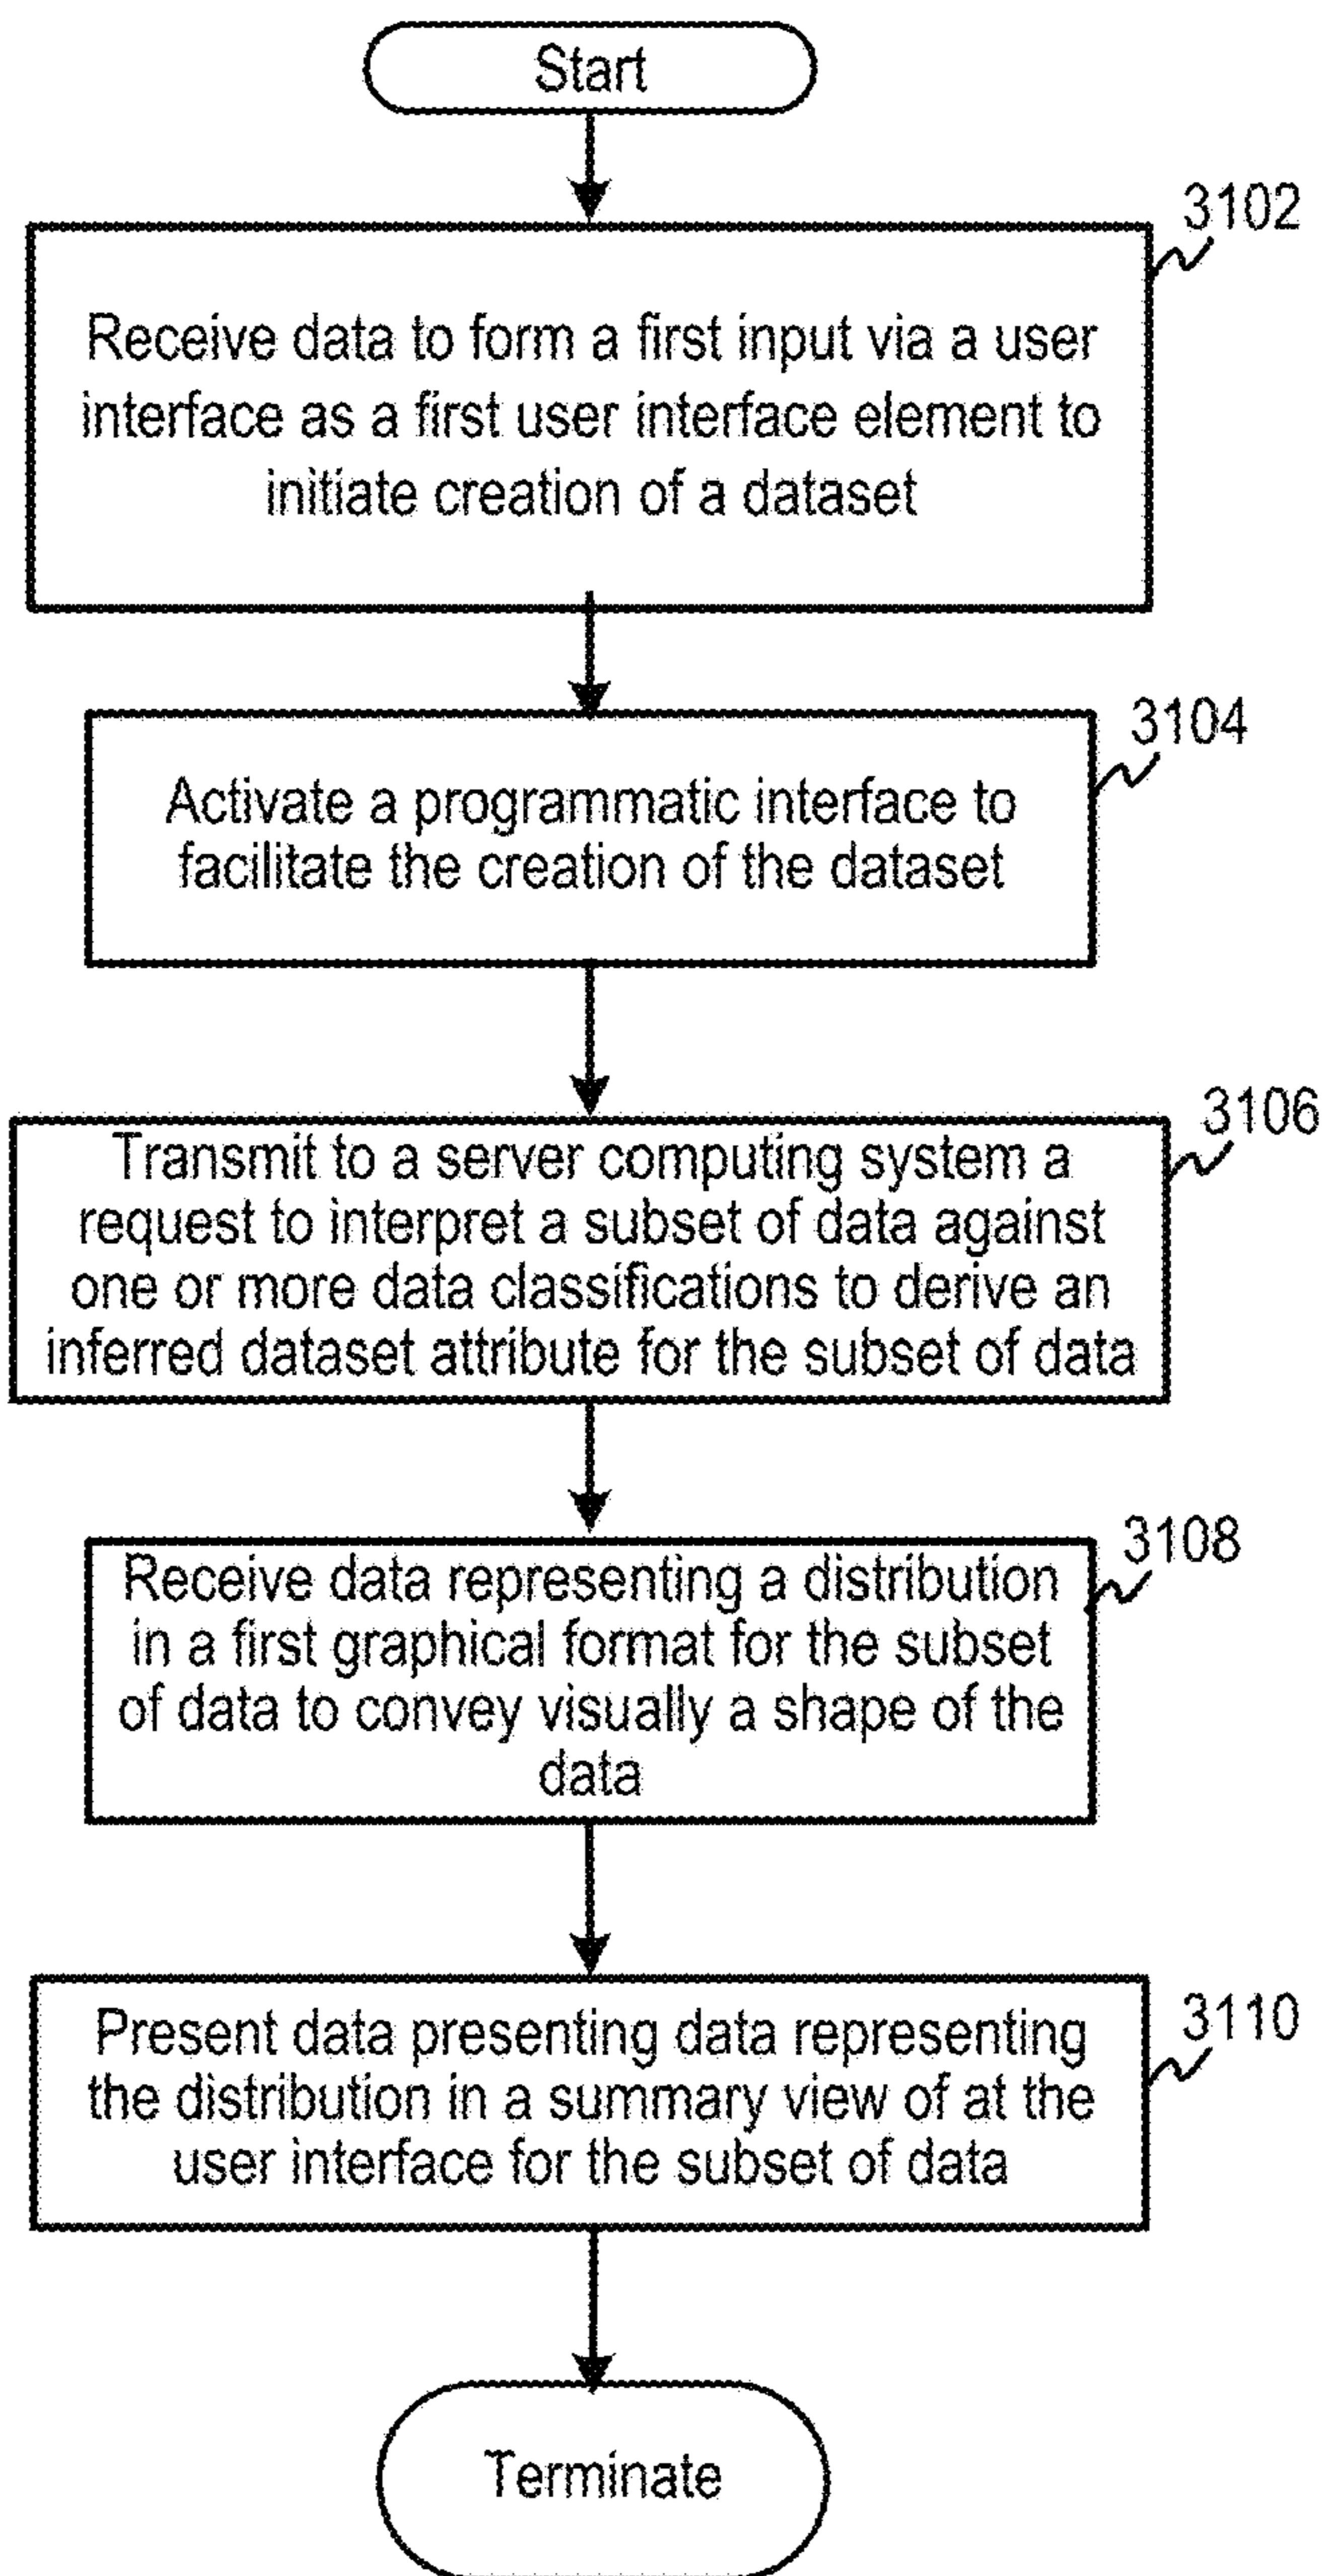 Start
3102
Receive data to form a first input via a user
interface as a first user interface element to
initiate creation of a dataset
3104
Activate a programmatic interface to
facilitate the creation of the dataset
3106
Transmit to a server computing system a
request to interpret a subset of data against
one or more data classifications to derive an
inferred dataset attribute for the subset of data
3108
Receive data representing a distribution
in a first graphical format for the subset
of data to convey visually a shape of the
data
3110
Present data presenting data representing
the distribution in a summary view of at the
user interface for the subset of data
Terminate